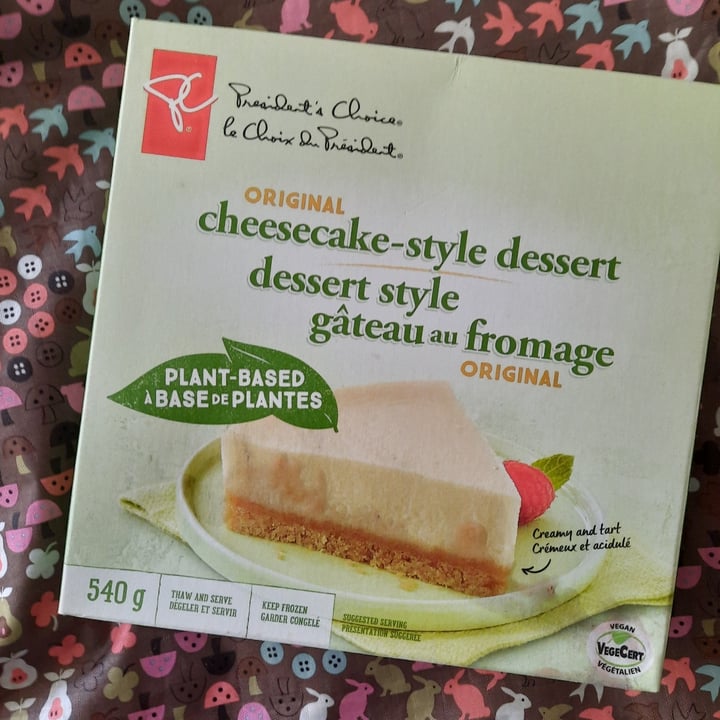 PC
President's Choice®
le Choix du Président®
ORIGINAL
cheesecake-style dessert
dessert style
gâteau au fromage
ORIGINAL
PLANT-BASED
à BASE DE PLANTES
Creamy and tart
Crémeux et acidulé
540 g
THAW AND SERVE
DÉGELER ET SERVIR
KEEP FROZEN
GARDER CONGELÉ
SUGGESTED SERVING
PRÉSENTATION SUGGÉRÉE
VEGAN
VEGECERT
VÉGÉTALIEN